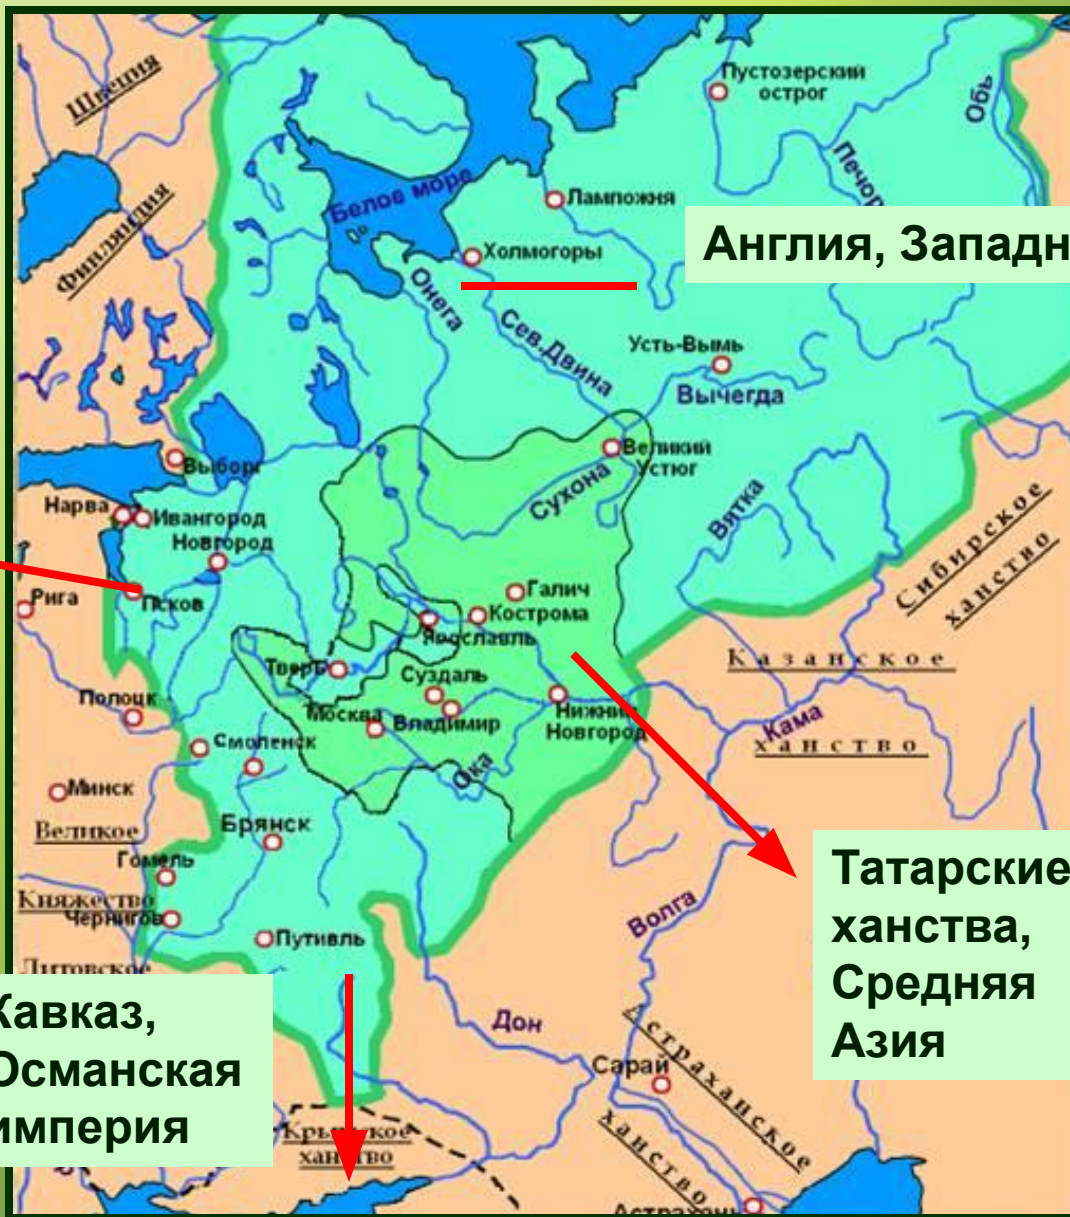 Швеция
Пустозерский
острог
Обь
Финляндия
Белое море
Лампожня
Холмогоры
Англия, Западн
Онега
Сев.Двина
Усть-Вымь
Вычегда
Великий
Устюг
Сухона
Вятка
Выборг
Нарва
Ивангород
Новгород
Сибирское
ханство
Рига
Псков
Галич
Кострома
Ярославль
Казанское
ханство
Тверь
Суздаль
Москва
Владимир
Нижний
Новгород
Кама
Полоцк
Смоленск
Ока
Минск
Великое
Брянск
Гомель
Княжество
Чернигов
Путивль
Литовское
Волга
Татарские
ханства,
Средняя
Азия
Кавказ,
Османская
империя
Дон
Сарай
Астраханское
ханство
Крымское
ханство
Астрахань